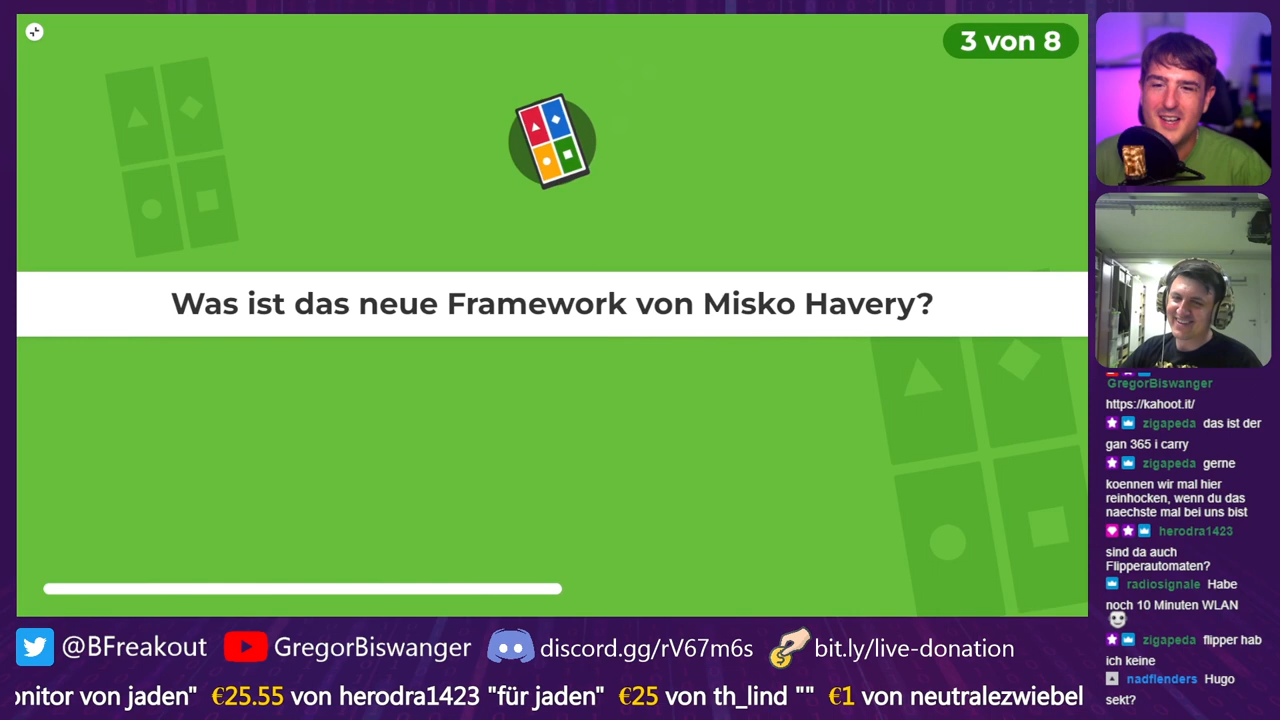 3 von 8
Was ist das neue Framework von Misko Havery?
GregorBiswanger
https://kahoot.it/
zigapeda das ist der
gan 365 i carry
zigapeda gerne
koennen wir mal hier
reinhocken, wenn du das
naechste mal bei uns bist
herodra1423
sind da auch
Flipperautomaten?
radiosignale Habe
noch 10 Minuten WLAN
zigapeda flipper hab
ich keine
nadflenders Hugo
sekt?
@BFreakout GregorBiswanger discord.gg/rV67m6s bit.ly/live-donation
onitor von jaden" €25.55 von herodra1423 "für jaden" €25 von th_lind "" €1 von neutralezwiebel